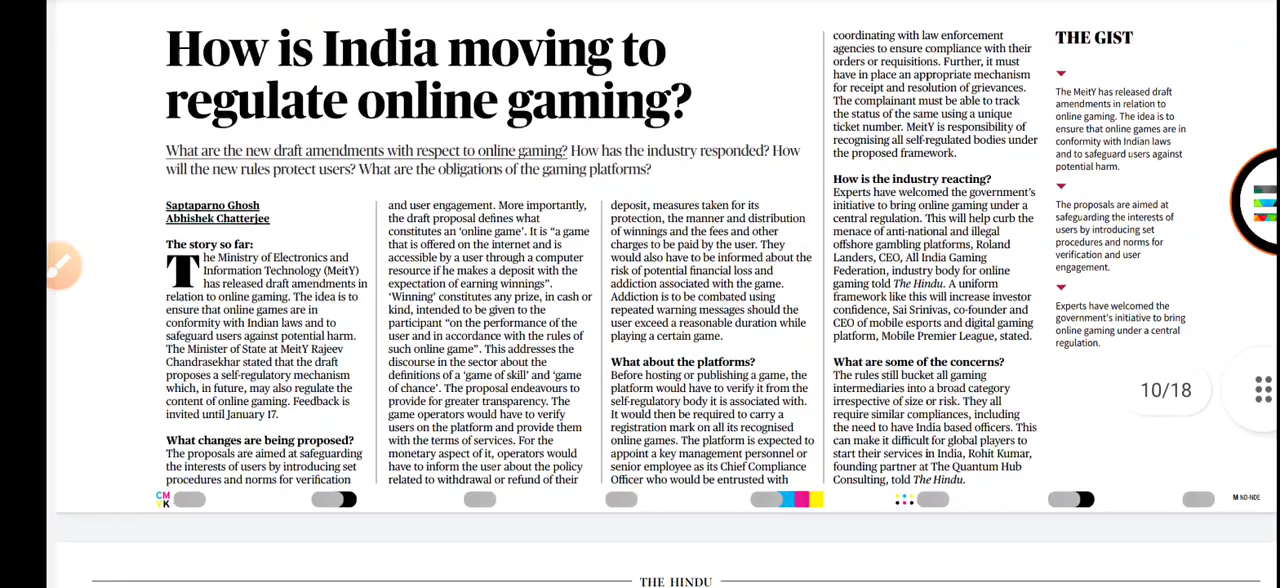 How is India moving to
regulate online gaming?
What are the new draft amendments with respect to online gaming? How has the industry responded? How
will the new rules protect users? What are the obligations of the gaming platforms?
Saptaparno Ghosh
Abhishek Chatterjee
The story so far:
The Ministry of Electronics and
Information Technology (MeitY)
has released draft amendments in
relation to online gaming. The idea is to
ensure that online games are in
conformity with Indian laws and to
safeguard users against potential harm.
The Minister of State at MeitY Rajeev
Chandrasekhar stated that the draft
proposes a self-regulatory mechanism
which, in future, may also regulate the
content of online gaming. Feedback is
invited until January 17.
What changes are being proposed?
The proposals are aimed at safeguarding
the interests of users by introducing set
procedures and norms for verification
and user engagement. More importantly,
the draft proposal defines what
constitutes an ‘online game’. It is “a game
that is offered on the internet and is
accessible by a user through a computer
resource if he makes a deposit with the
expectation of earning winnings”.
‘Winning’ constitutes any prize, in cash or
kind, intended to be given to the
participant “on the performance of the
user and in accordance with the rules of
such online game”. This addresses the
discourse in the sector about the
definitions of a ‘game of skill’ and ‘game
of chance’. The proposal endeavours to
provide for greater transparency. The
game operators would have to verify
users on the platform and provide them
with the terms of services. For the
monetary aspect of it, operators would
have to inform the user about the policy
related to withdrawal or refund of their
deposit, measures taken for its
protection, the manner and distribution
of winnings and the fees and other
charges to be paid by the user. They
would also have to be informed about the
risk of potential financial loss and
addiction associated with the game.
Addiction is to be combated using
repeated warning messages should the
user exceed a reasonable duration while
playing a certain game.
What about the platforms?
Before hosting or publishing a game, the
platform would have to verify it from the
self-regulatory body it is associated with.
It would then be required to carry a
registration mark on all its recognised
online games. The platform is expected to
appoint a key management personnel or
senior employee as its Chief Compliance
Officer who would be entrusted with
coordinating with law enforcement
agencies to ensure compliance with their
orders or requisitions. Further, it must
have in place an appropriate mechanism
for receipt and resolution of grievances.
The complainant must be able to track
the status of the same using a unique
ticket number. MeitY is responsibility of
recognising all self-regulated bodies under
the proposed framework.
How is the industry reacting?
Experts have welcomed the government’s
initiative to bring online gaming under a
central regulation. This will help curb the
menace of anti-national and illegal
offshore gambling platforms, Roland
Landers, CEO, All India Gaming
Federation, industry body for online
gaming told The Hindu. A uniform
framework like this will increase investor
confidence, Sai Srinivas, co-founder and
CEO of mobile esports and digital gaming
platform, Mobile Premier League, stated.
What are some of the concerns?
The rules still bucket all gaming
intermediaries into a broad category
irrespective of size or risk. They all
require similar compliances, including
the need to have India based officers. This
can make it difficult for global players to
start their services in India, Rohit Kumar,
founding partner at The Quantum Hub
Consulting, told The Hindu.
THE GIST
The MeitY has released draft
amendments in relation to
online gaming. The idea is to
ensure that online games are in
conformity with Indian laws
and to safeguard users against
potential harm.
The proposals are aimed at
safeguarding the interests of
users by introducing set
procedures and norms for
verification and user
engagement.
Experts have welcomed the
government’s initiative to bring
online gaming under a central
regulation.
10/18
CM
YK
M ND-NDE
THE HINDU